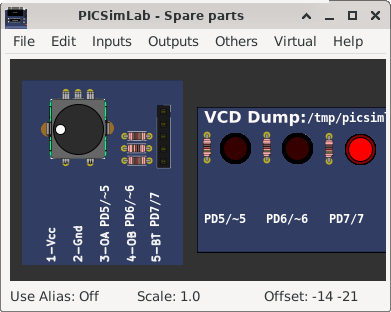 PICSimLab - Spare parts
File Edit Inputs Outputs Others Virtual Help
VCD Dump:/tmp/picsiml
1-Vcc
2-Gnd
3-OA PD5/~5
4-OB PD6/~6
5-BT PD7/7
PD5/~5 PD6/~6 PD7/7
Use Alias: Off Scale: 1.0 Offset: -14 -21